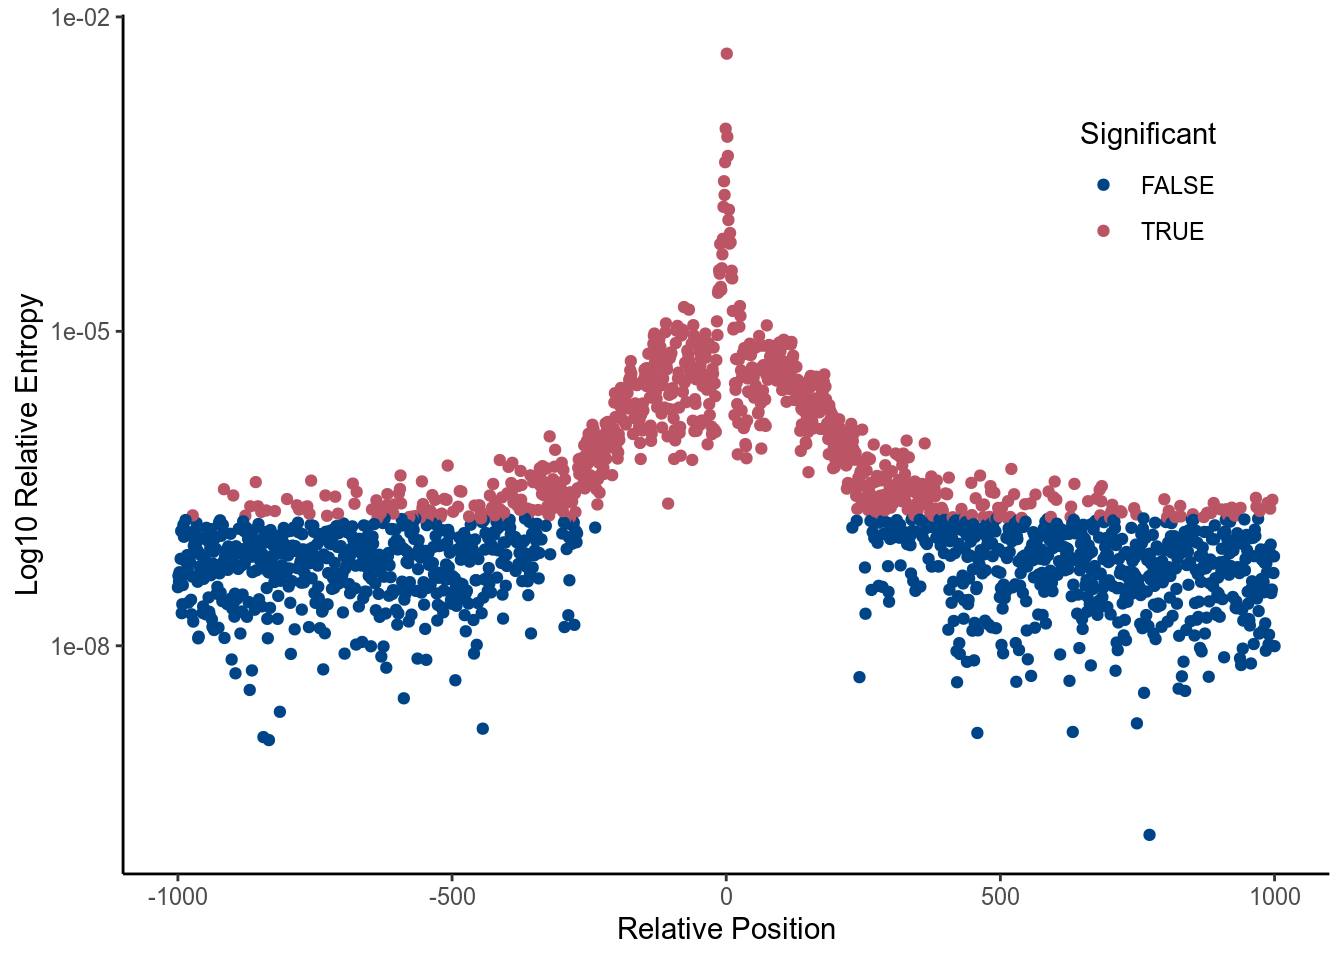 1e-02
1e-05
1e-08
Log10 Relative Entropy
Significant
FALSE
TRUE
-1000
-500
0
500
1000
Relative Position